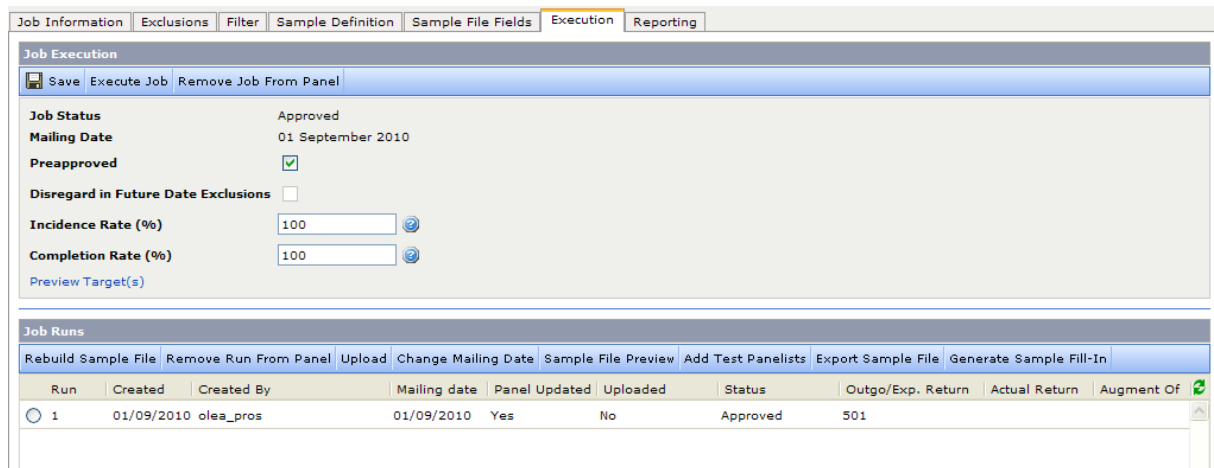 Job Information Exclusions Filter Sample Definition Sample File Fields Execution Reporting
Job Execution
Save Execute Job Remove Job From Panel
Job Status Approved
Mailing Date 01 September 2010
Preapproved
Disregard in Future Date Exclusions
Incidence Rate (%) 100
Completion Rate (%) 100
Preview Target(s)
Job Runs
Rebuild Sample File Remove Run From Panel Upload Change Mailing Date Sample File Preview Add Test Panelists Export Sample File Generate Sample Fill-In
Run Created Created By Mailing date Panel Updated Uploaded Status Outgo/Exp. Return Actual Return Augment Of
1 01/09/2010 olea_pros 01/09/2010 Yes No Approved 501